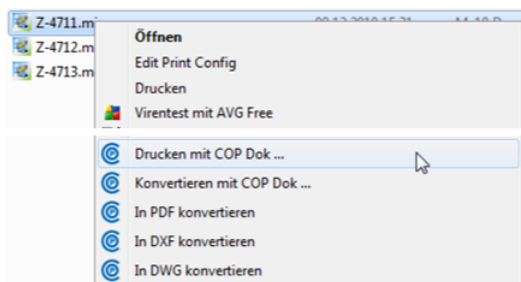 Z-4711.mi
Z-4712.m
Z-4713.m
Öffnen
Edit Print Config
Drucken
Virentest mit AVG Free
Drucken mit COP Dok ...
Konvertieren mit COP Dok ...
In PDF konvertieren
In DXF konvertieren
In DWG konvertieren